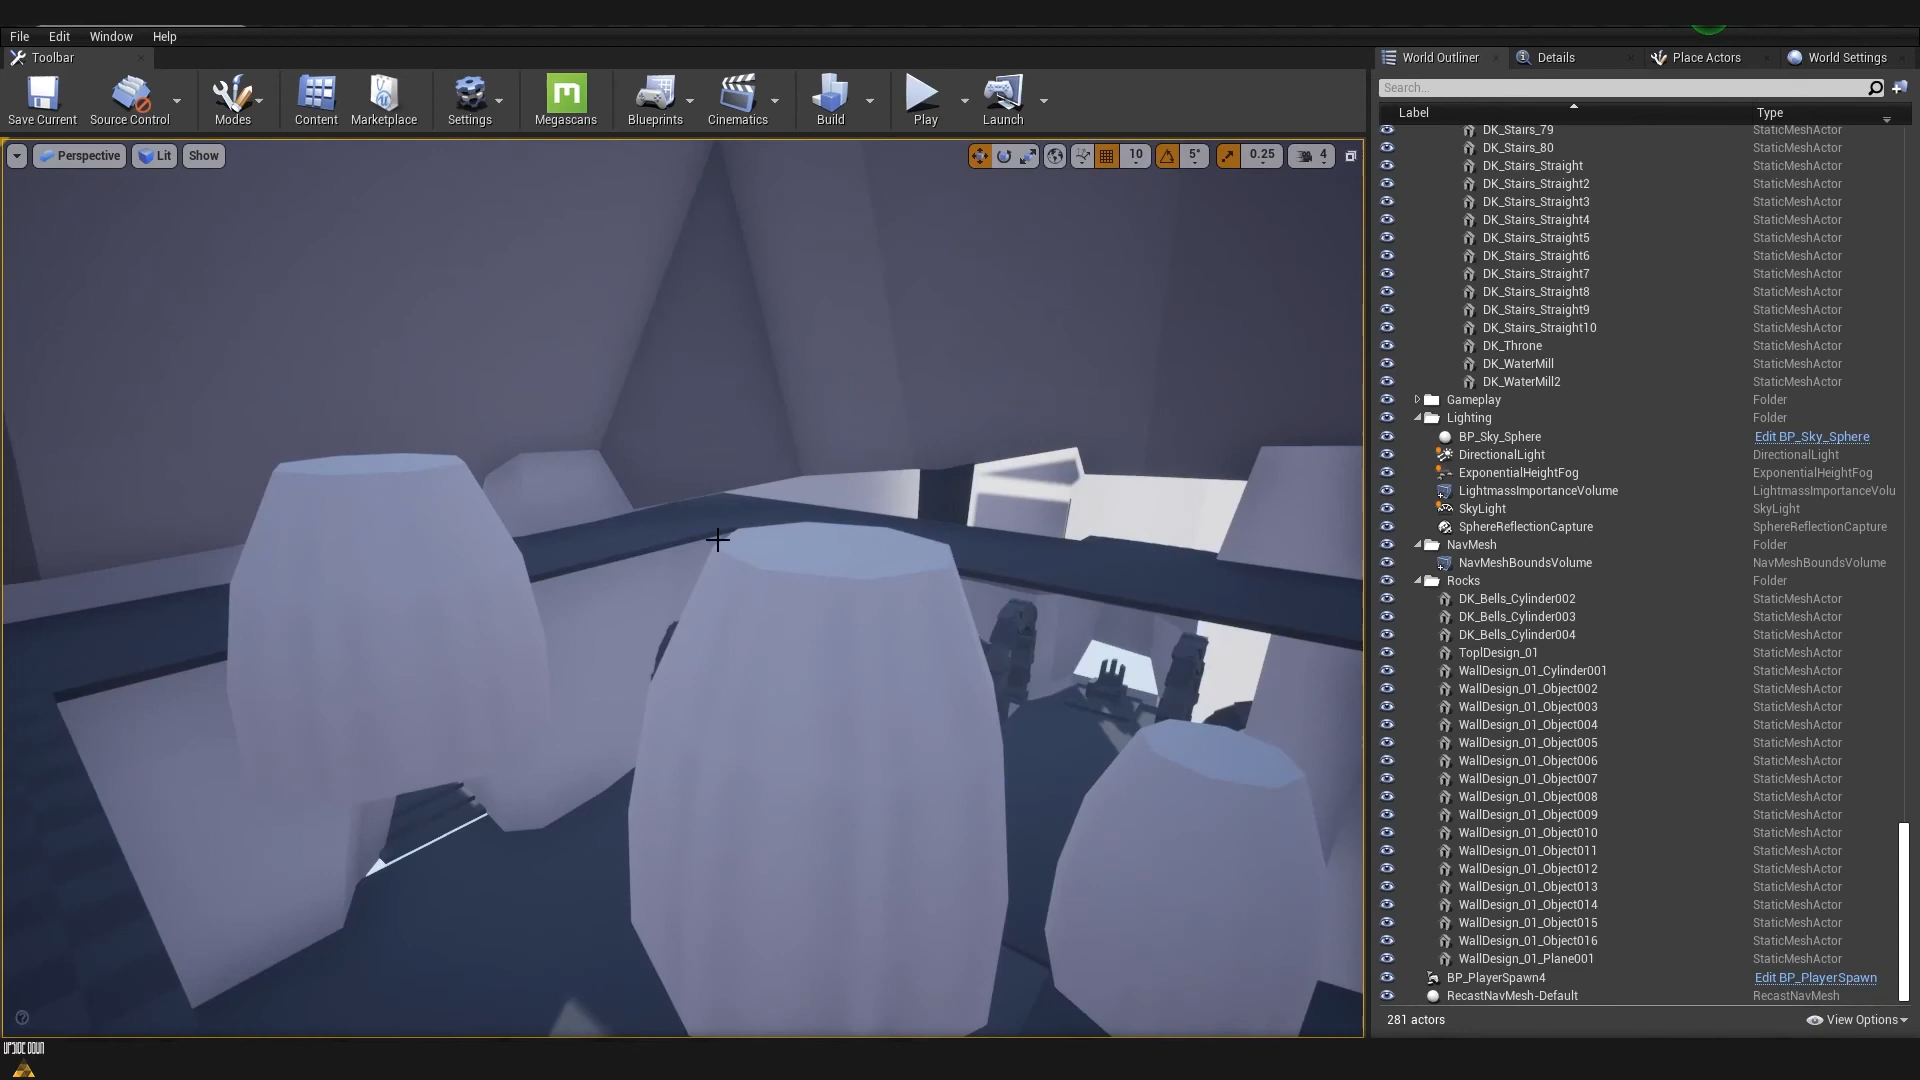 File Edit Window Help
Toolbar
Save Current Source Control Modes Content Marketplace Settings Megascans Blueprints Cinematics Build Play Launch
Perspective Lit Show 10 5° 0.25 4
World Outliner Details Place Actors World Settings
Search...
Label Type
DK_Stairs_79 StaticMeshActor
DK_Stairs_80 StaticMeshActor
DK_Stairs_Straight StaticMeshActor
DK_Stairs_Straight2 StaticMeshActor
DK_Stairs_Straight3 StaticMeshActor
DK_Stairs_Straight4 StaticMeshActor
DK_Stairs_Straight5 StaticMeshActor
DK_Stairs_Straight6 StaticMeshActor
DK_Stairs_Straight7 StaticMeshActor
DK_Stairs_Straight8 StaticMeshActor
DK_Stairs_Straight9 StaticMeshActor
DK_Stairs_Straight10 StaticMeshActor
DK_Throne StaticMeshActor
DK_WaterMill StaticMeshActor
DK_WaterMill2 StaticMeshActor
Gameplay Folder
Lighting Folder
BP_Sky_Sphere Edit BP_Sky_Sphere
DirectionalLight DirectionalLight
ExponentialHeightFog ExponentialHeightFog
LightmassImportanceVolume LightmassImportanceVolu
SkyLight SkyLight
SphereReflectionCapture SphereReflectionCapture
NavMesh Folder
NavMeshBoundsVolume NavMeshBoundsVolume
Rocks Folder
DK_Bells_Cylinder002 StaticMeshActor
DK_Bells_Cylinder003 StaticMeshActor
DK_Bells_Cylinder004 StaticMeshActor
ToplDesign_01 StaticMeshActor
WallDesign_01_Cylinder001 StaticMeshActor
WallDesign_01_Object002 StaticMeshActor
WallDesign_01_Object003 StaticMeshActor
WallDesign_01_Object004 StaticMeshActor
WallDesign_01_Object005 StaticMeshActor
WallDesign_01_Object006 StaticMeshActor
WallDesign_01_Object007 StaticMeshActor
WallDesign_01_Object008 StaticMeshActor
WallDesign_01_Object009 StaticMeshActor
WallDesign_01_Object010 StaticMeshActor
WallDesign_01_Object011 StaticMeshActor
WallDesign_01_Object012 StaticMeshActor
WallDesign_01_Object013 StaticMeshActor
WallDesign_01_Object014 StaticMeshActor
WallDesign_01_Object015 StaticMeshActor
WallDesign_01_Object016 StaticMeshActor
WallDesign_01_Plane001 StaticMeshActor
BP_PlayerSpawn4 Edit BP_PlayerSpawn
RecastNavMesh-Default RecastNavMesh
281 actors View Options
UPSIDE DOWN